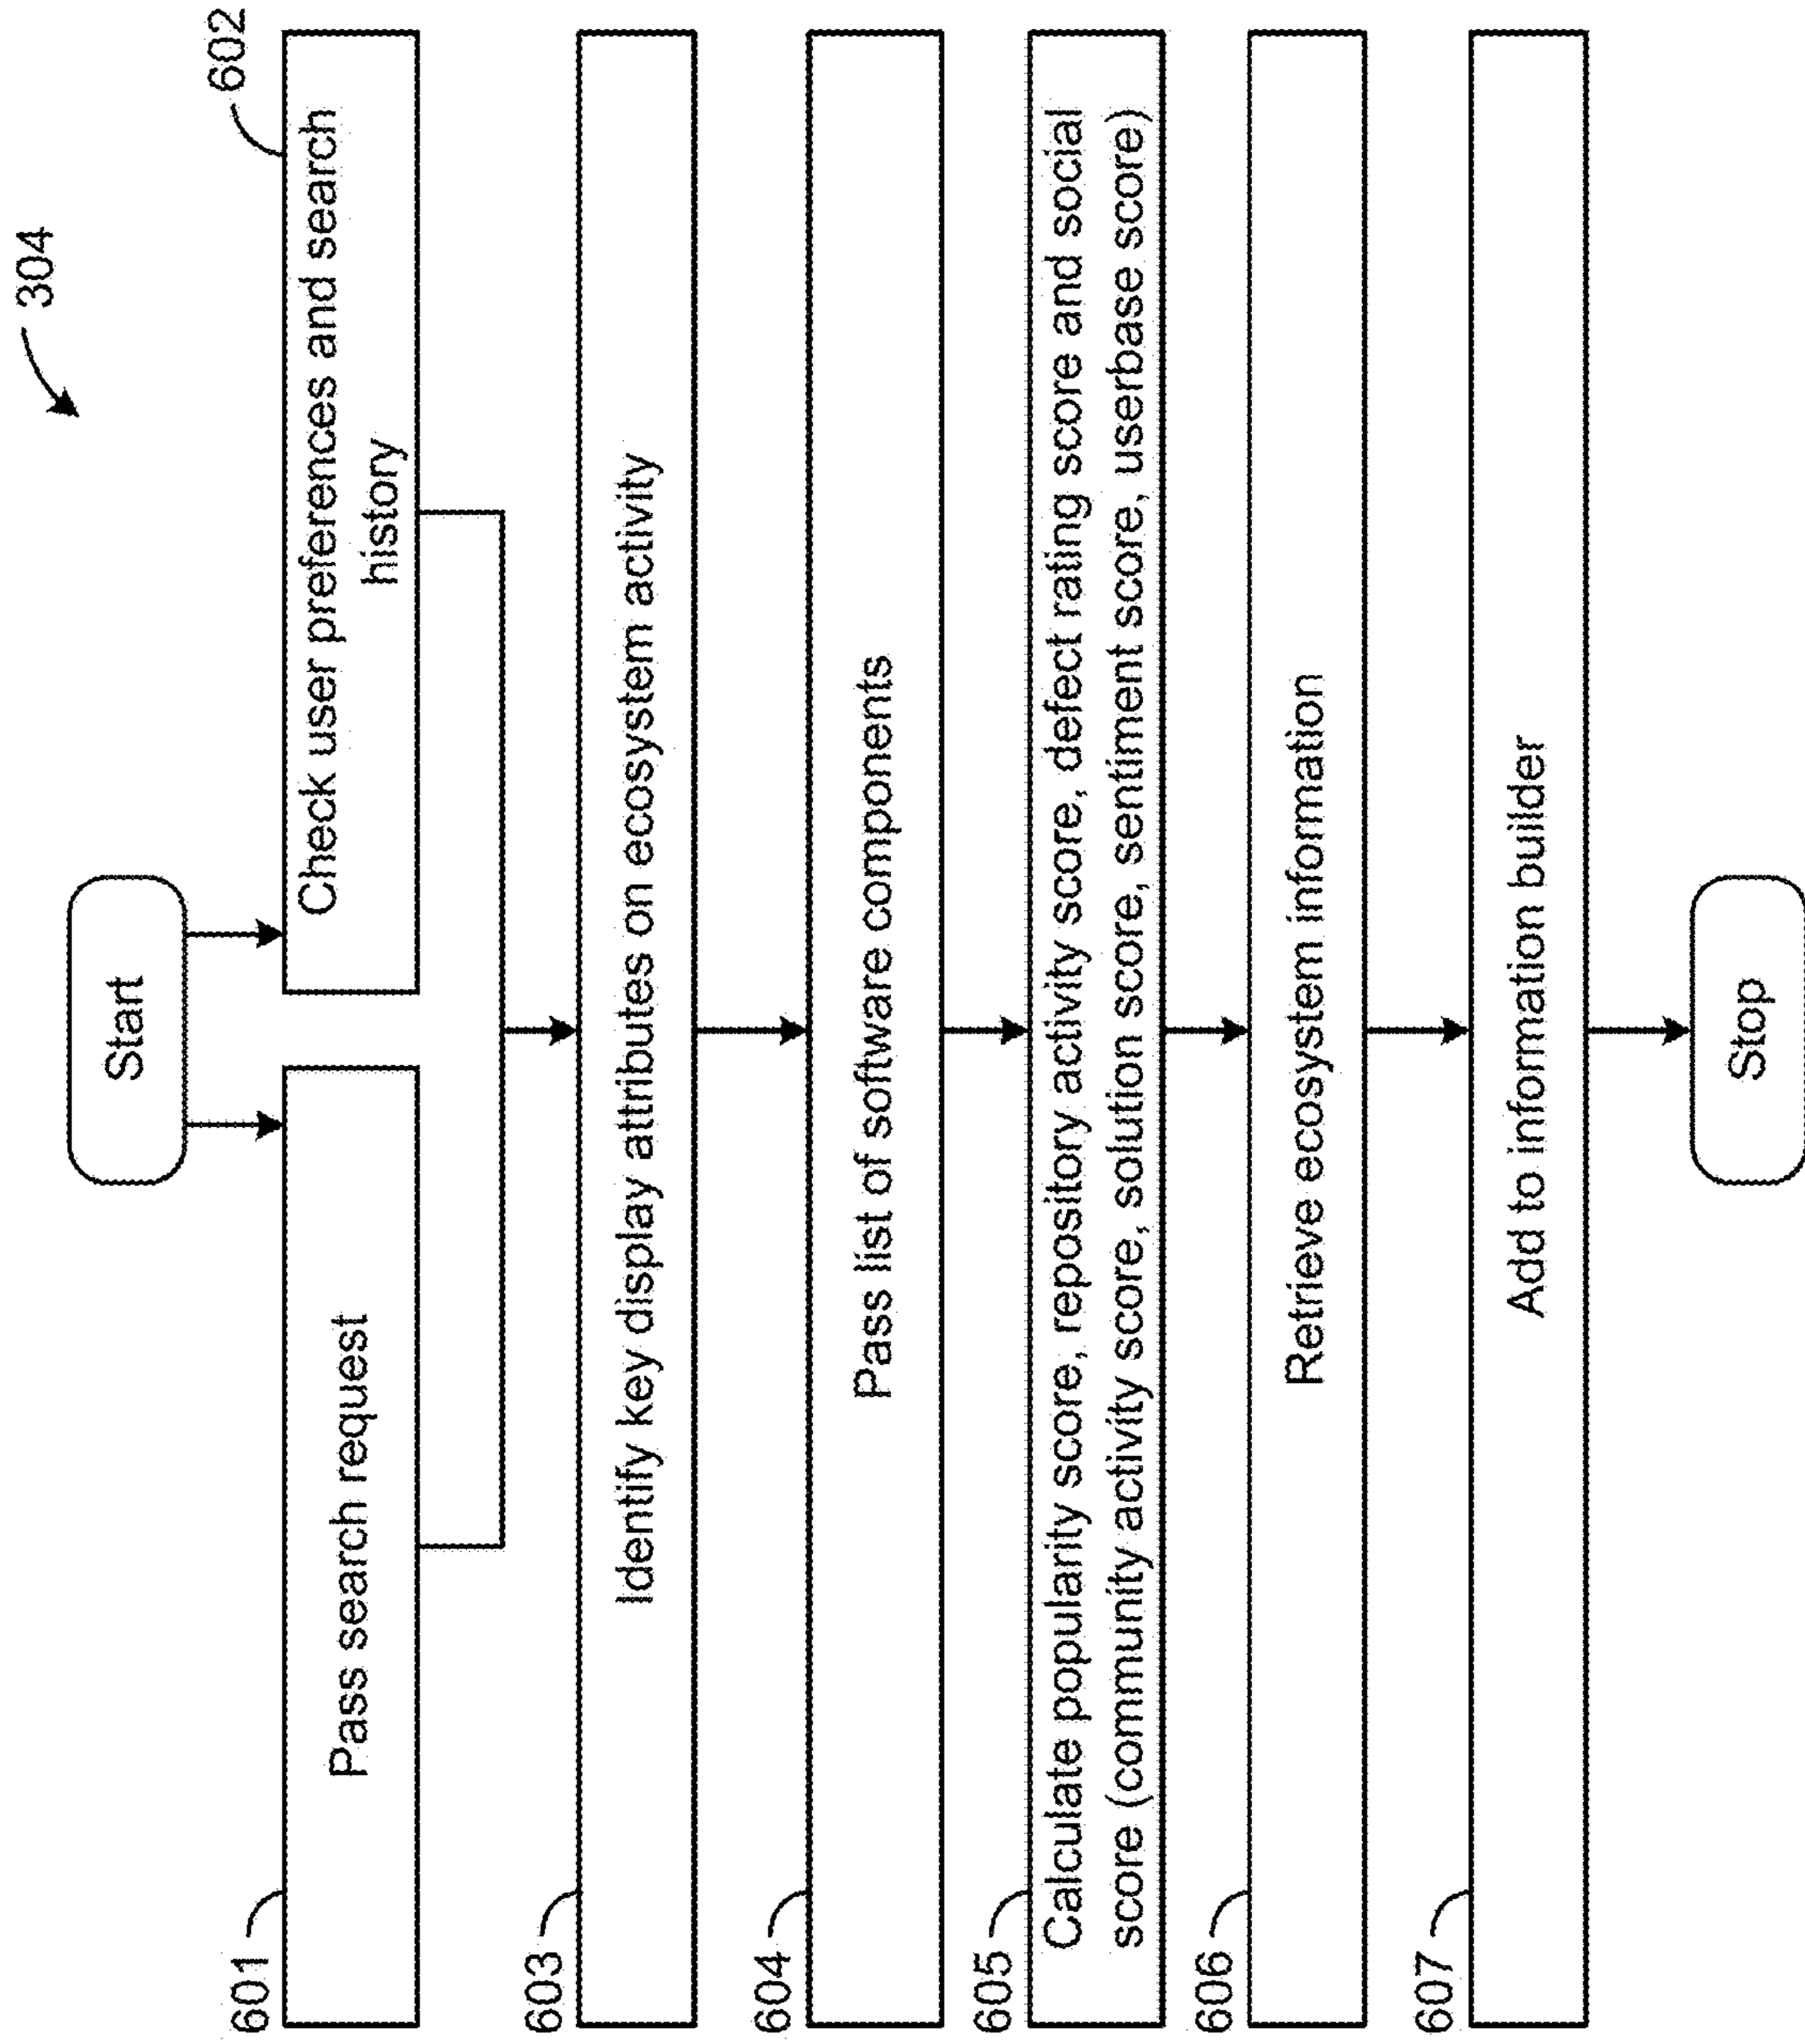 304
Start
601
Pass search request
602
Check user preferences and search
history
603
Identify key display attributes on ecosystem activity
604
Pass list of software components
605
Calculate popularity score, repository activity score, defect rating score and social
score (community activity score, solution score, sentiment score, userbase score)
606
Retrieve ecosystem information
607
Add to information builder
Stop